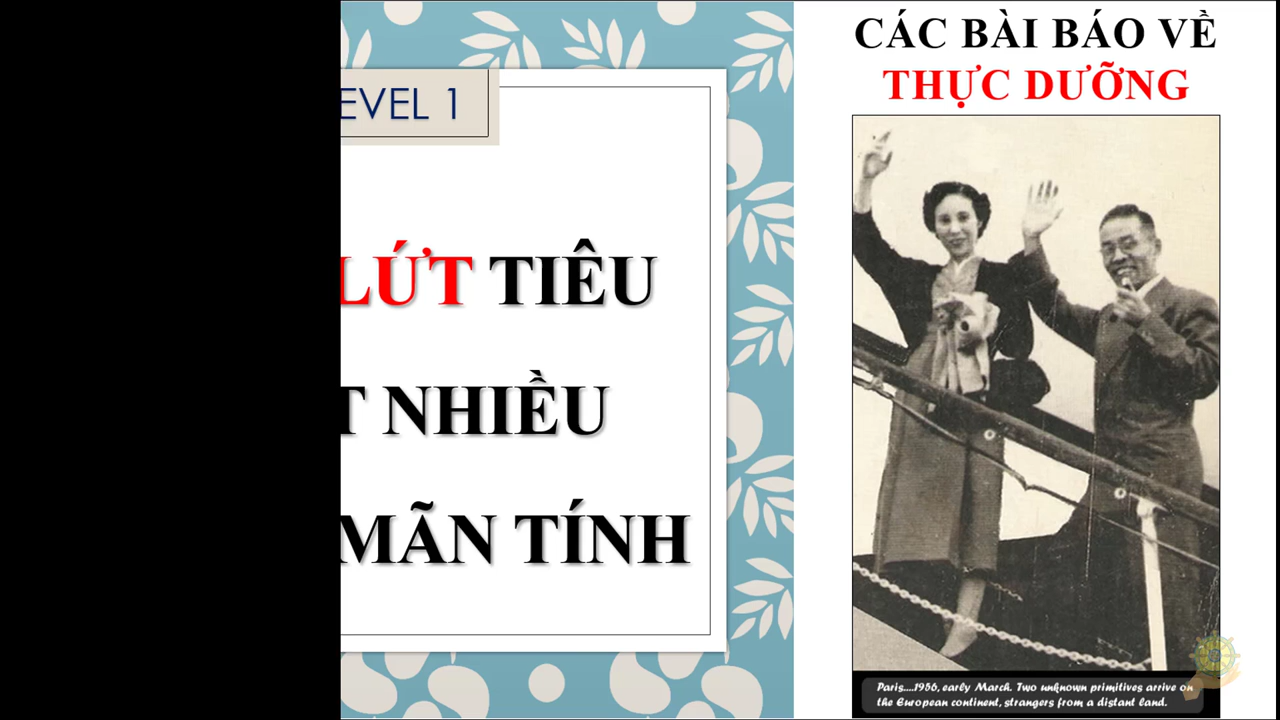 EVEL 1
LỨT TIÊU
T NHIỀU
MÃN TÍNH
CÁC BÀI BÁO VỀ
THỰC DƯỠNG
Paris....1956, early March. Two unknown primitives arrive on
the European continent, strangers from a distant land.